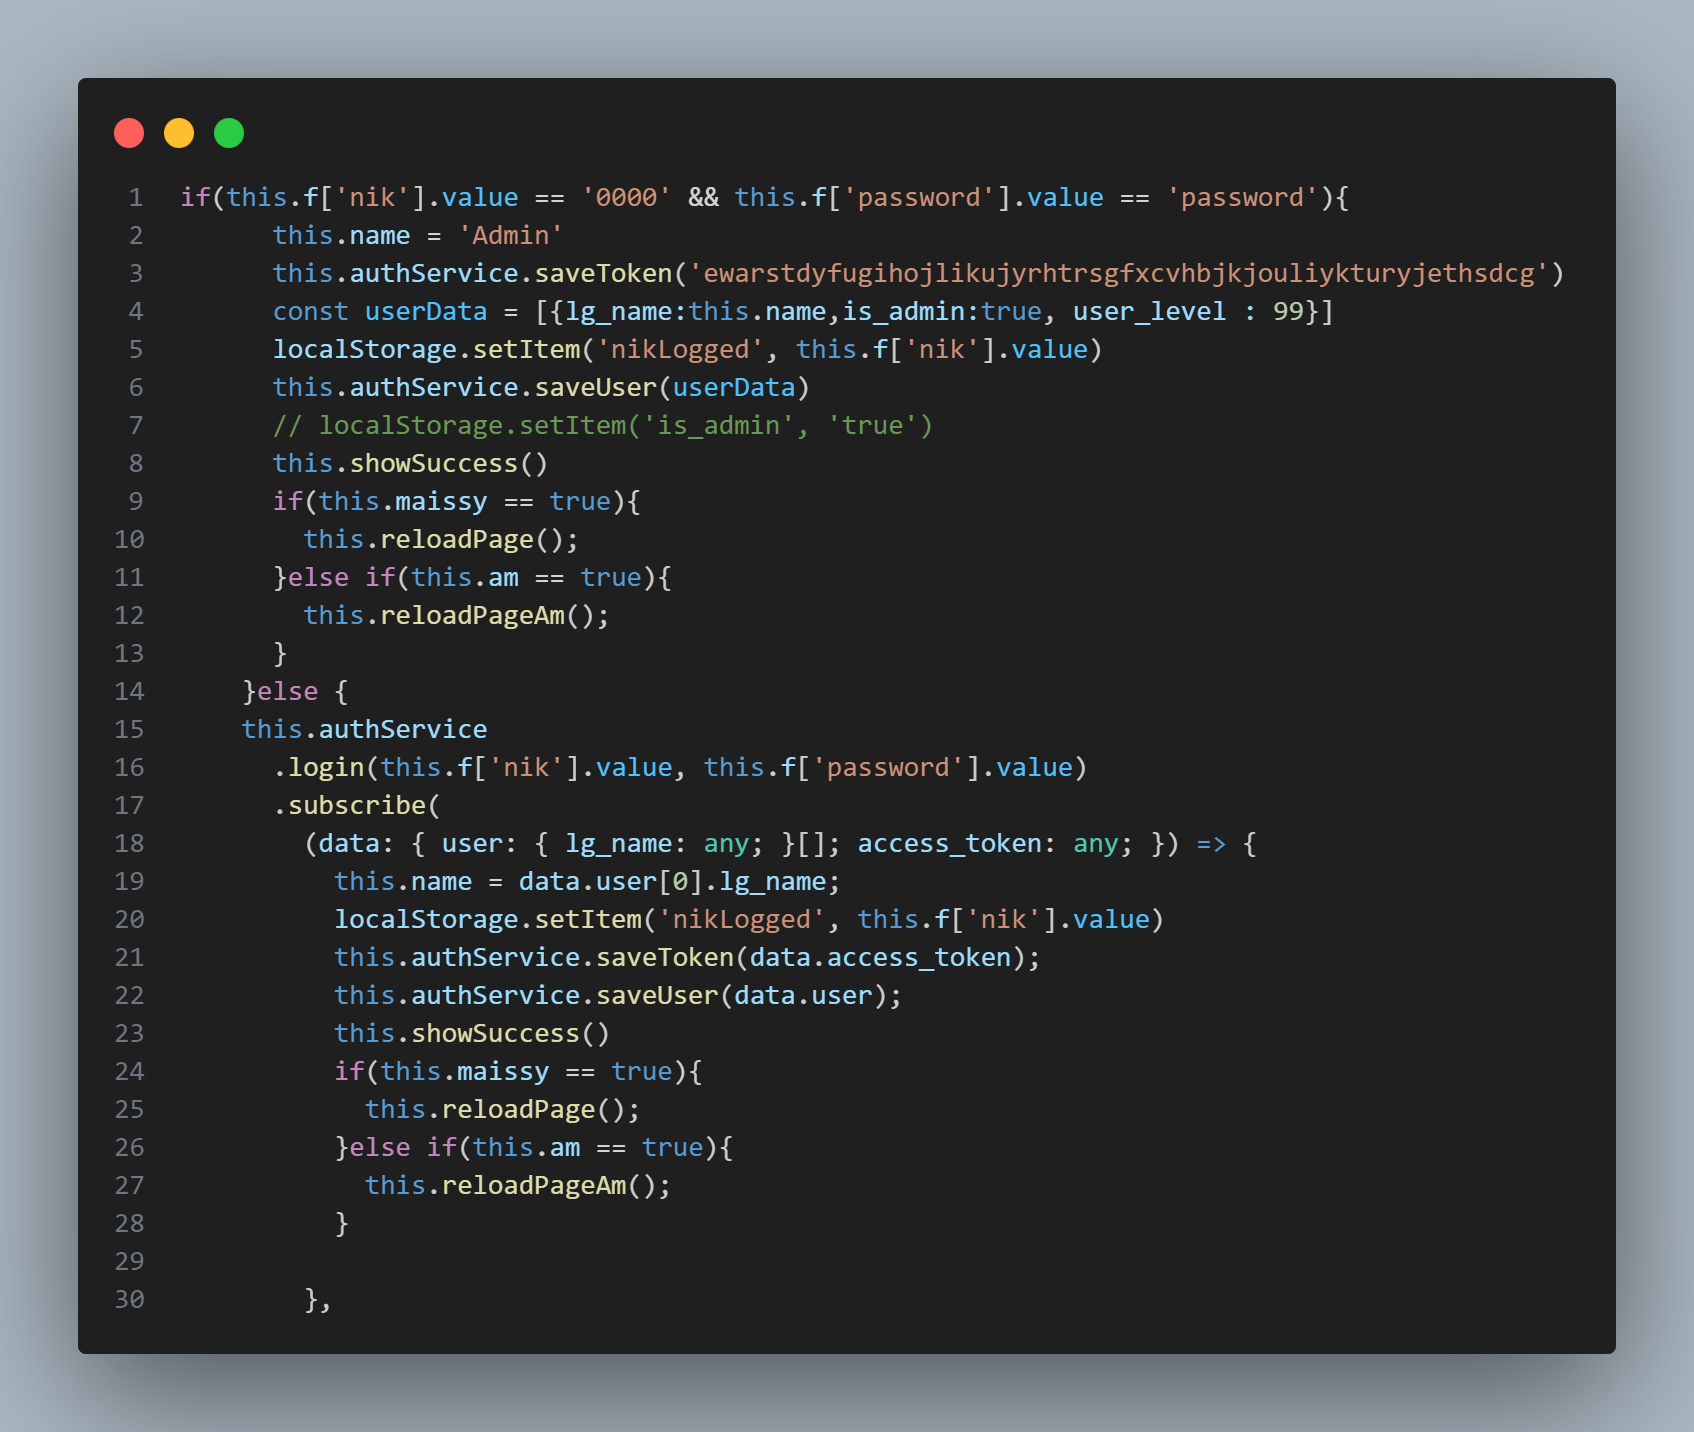 1 if(this.f['nik'].value == '0000' && this.f['password'].value == 'password'){
2       this.name = 'Admin'
3       this.authService.saveToken('ewarstdyfugihojlikujyrhtrsgfxcvhbjkjouliykturyjethsdcg')
4       const userData = [{lg_name:this.name,is_admin:true, user_level : 99}]
5       localStorage.setItem('nikLogged', this.f['nik'].value)
6       this.authService.saveUser(userData)
7       // localStorage.setItem('is_admin', 'true')
8       this.showSuccess()
9       if(this.maissy == true){
10         this.reloadPage();
11       }else if(this.am == true){
12         this.reloadPageAm();
13       }
14     }else {
15     this.authService
16       .login(this.f['nik'].value, this.f['password'].value)
17       .subscribe(
18         (data: { user: { lg_name: any; }[]; access_token: any; }) => {
19           this.name = data.user[0].lg_name;
20           localStorage.setItem('nikLogged', this.f['nik'].value)
21           this.authService.saveToken(data.access_token);
22           this.authService.saveUser(data.user);
23           this.showSuccess()
24           if(this.maissy == true){
25             this.reloadPage();
26           }else if(this.am == true){
27             this.reloadPageAm();
28           }
29
30         },